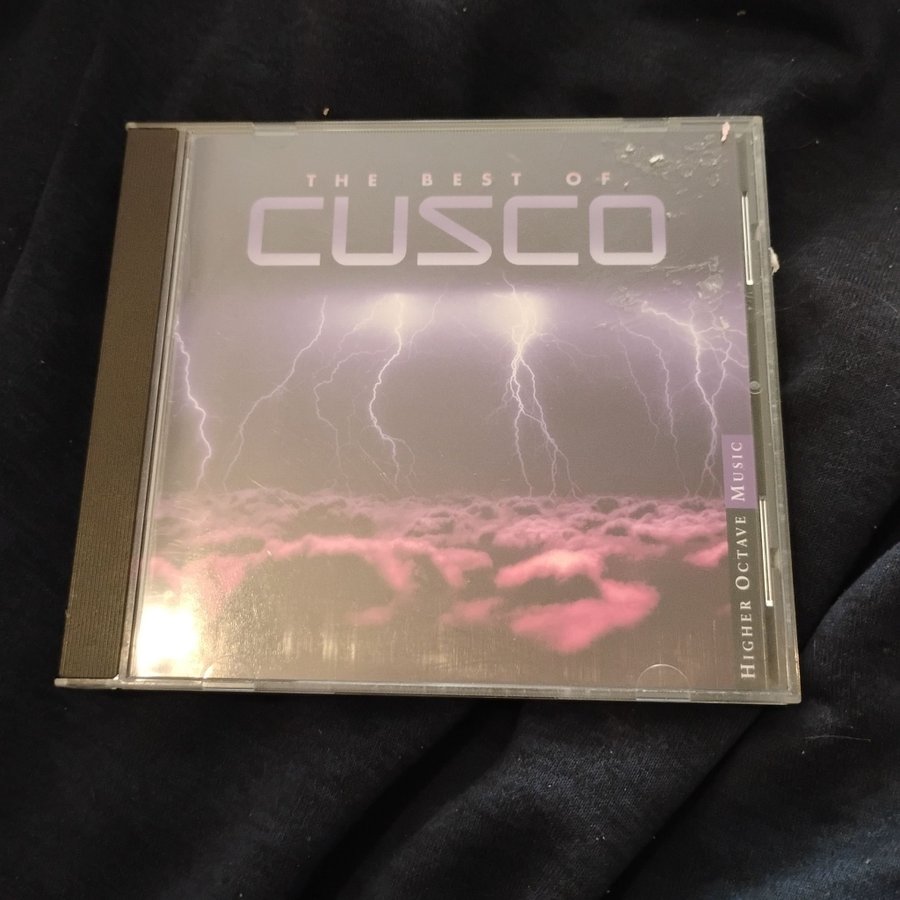 THE BEST OF
CUSCO
HIGHER OCTAVE MUSIC